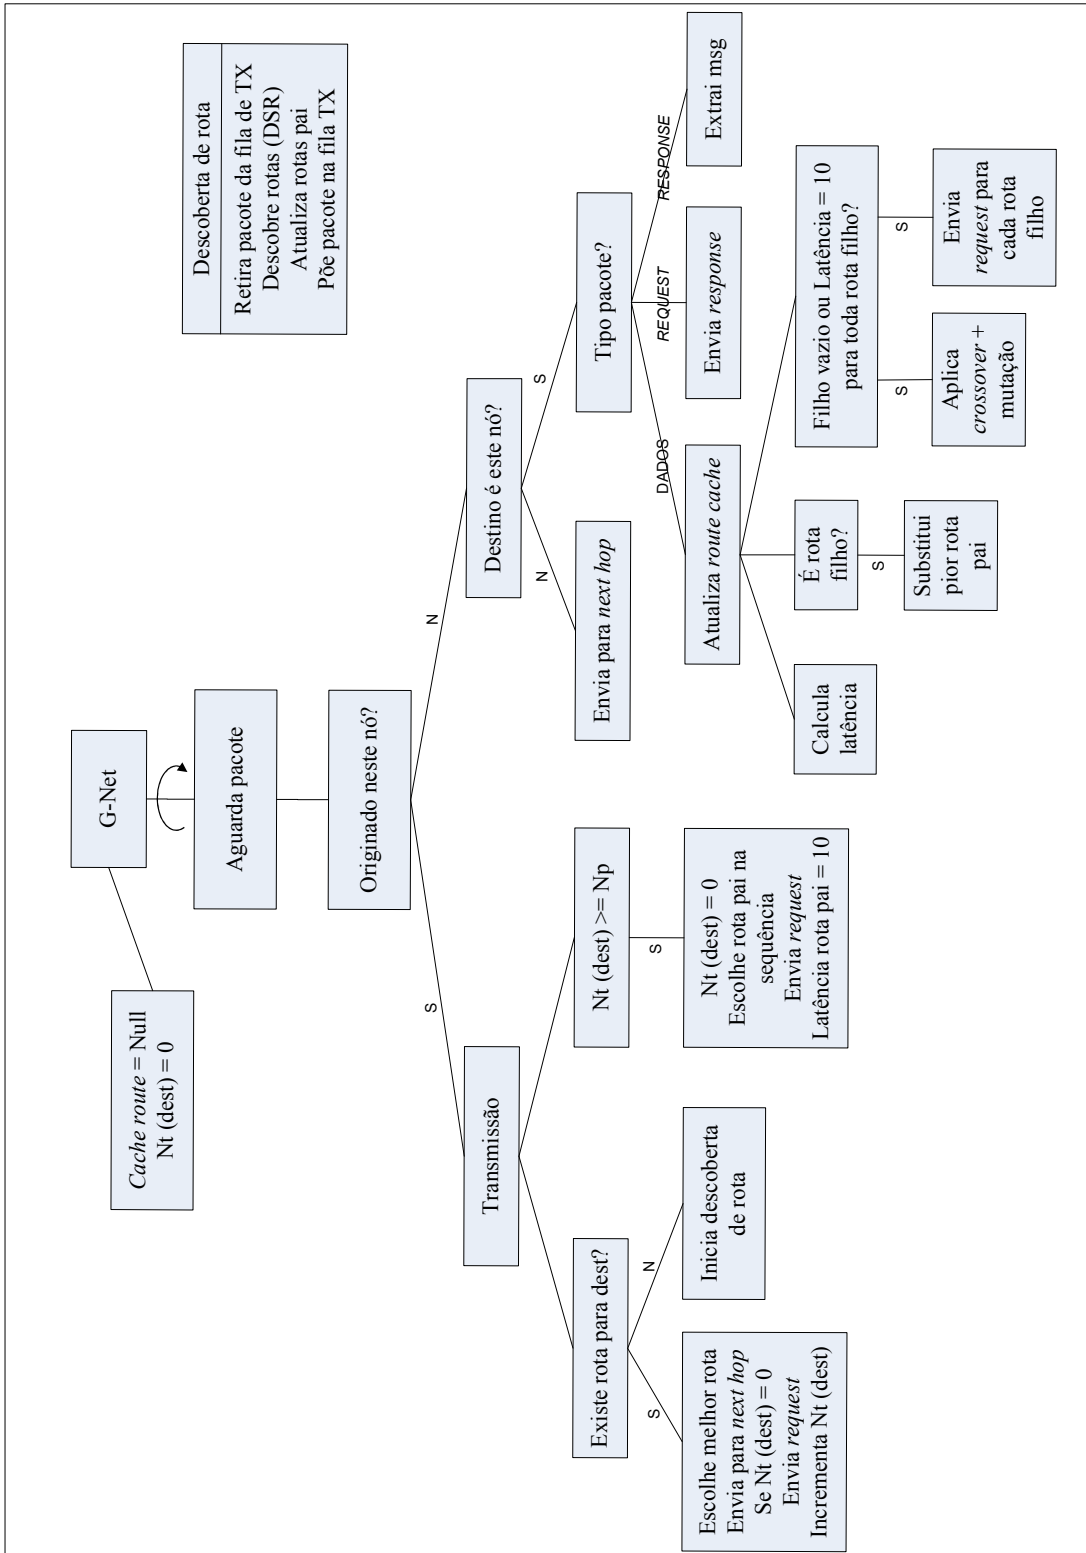 G-Net
Cache route = Null
Nt (dest) = 0
Descoberta de rota
Retira pacote da fila de TX
Descobre rotas (DSR)
Atualiza rotas pai
Põe pacote na fila TX
Aguarda pacote
Originado neste nó?
S
N
Transmissão
Destino é este nó?
N
S
Existe rota para dest?
Nt (dest) >= Np
Envia para next hop
Tipo pacote?
S
N
S
DADOS
REQUEST
RESPONSE
Escolhe melhor rota
Envia para next hop
Se Nt (dest) = 0
Envia request
Incrementa Nt (dest)
Inicia descoberta
de rota
Nt (dest) = 0
Escolhe rota pai na
sequência
Envia request
Latência rota pai = 10
Atualiza route cache
Envia response
Extrai msg
Calcula
latência
É rota
filho?
Filho vazio ou Latência = 10
para toda rota filho?
S
S
S
Substitui
pior rota
pai
Aplica
crossover +
mutação
Envia
request para
cada rota
filho